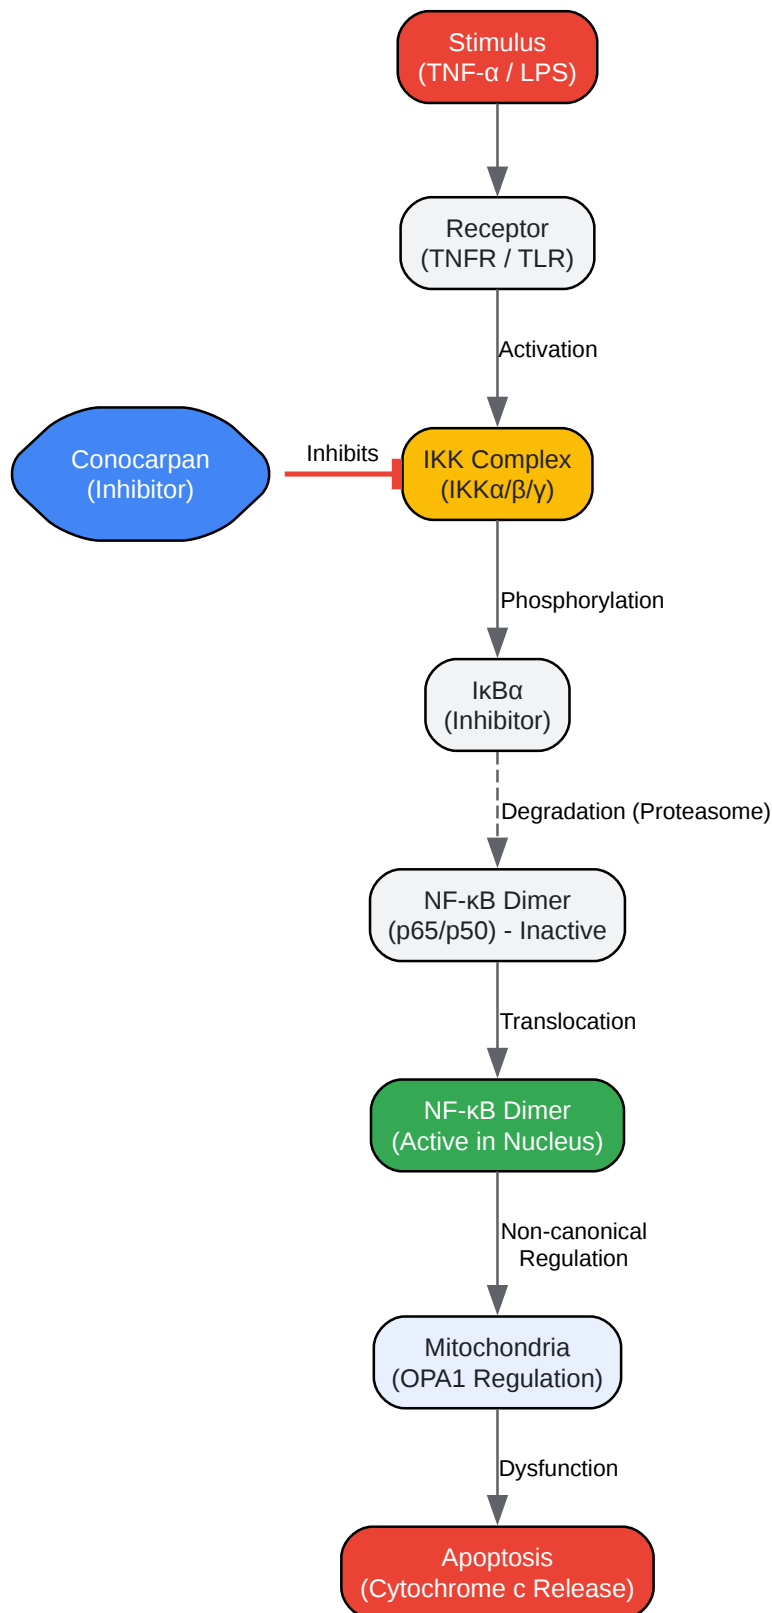 Stimulus
(TNF-α / LPS)
Receptor
(TNFR / TLR)
Activation
Conocarpan
(Inhibitor)
Inhibits
IKK Complex
(IKKα/β/γ)
Phosphorylation
IκBα
(Inhibitor)
Degradation (Proteasome)
NF-κB Dimer
(p65/p50) - Inactive
Translocation
NF-κB Dimer
(Active in Nucleus)
Non-canonical
Regulation
Mitochondria
(OPA1 Regulation)
Dysfunction
Apoptosis
(Cytochrome c Release)